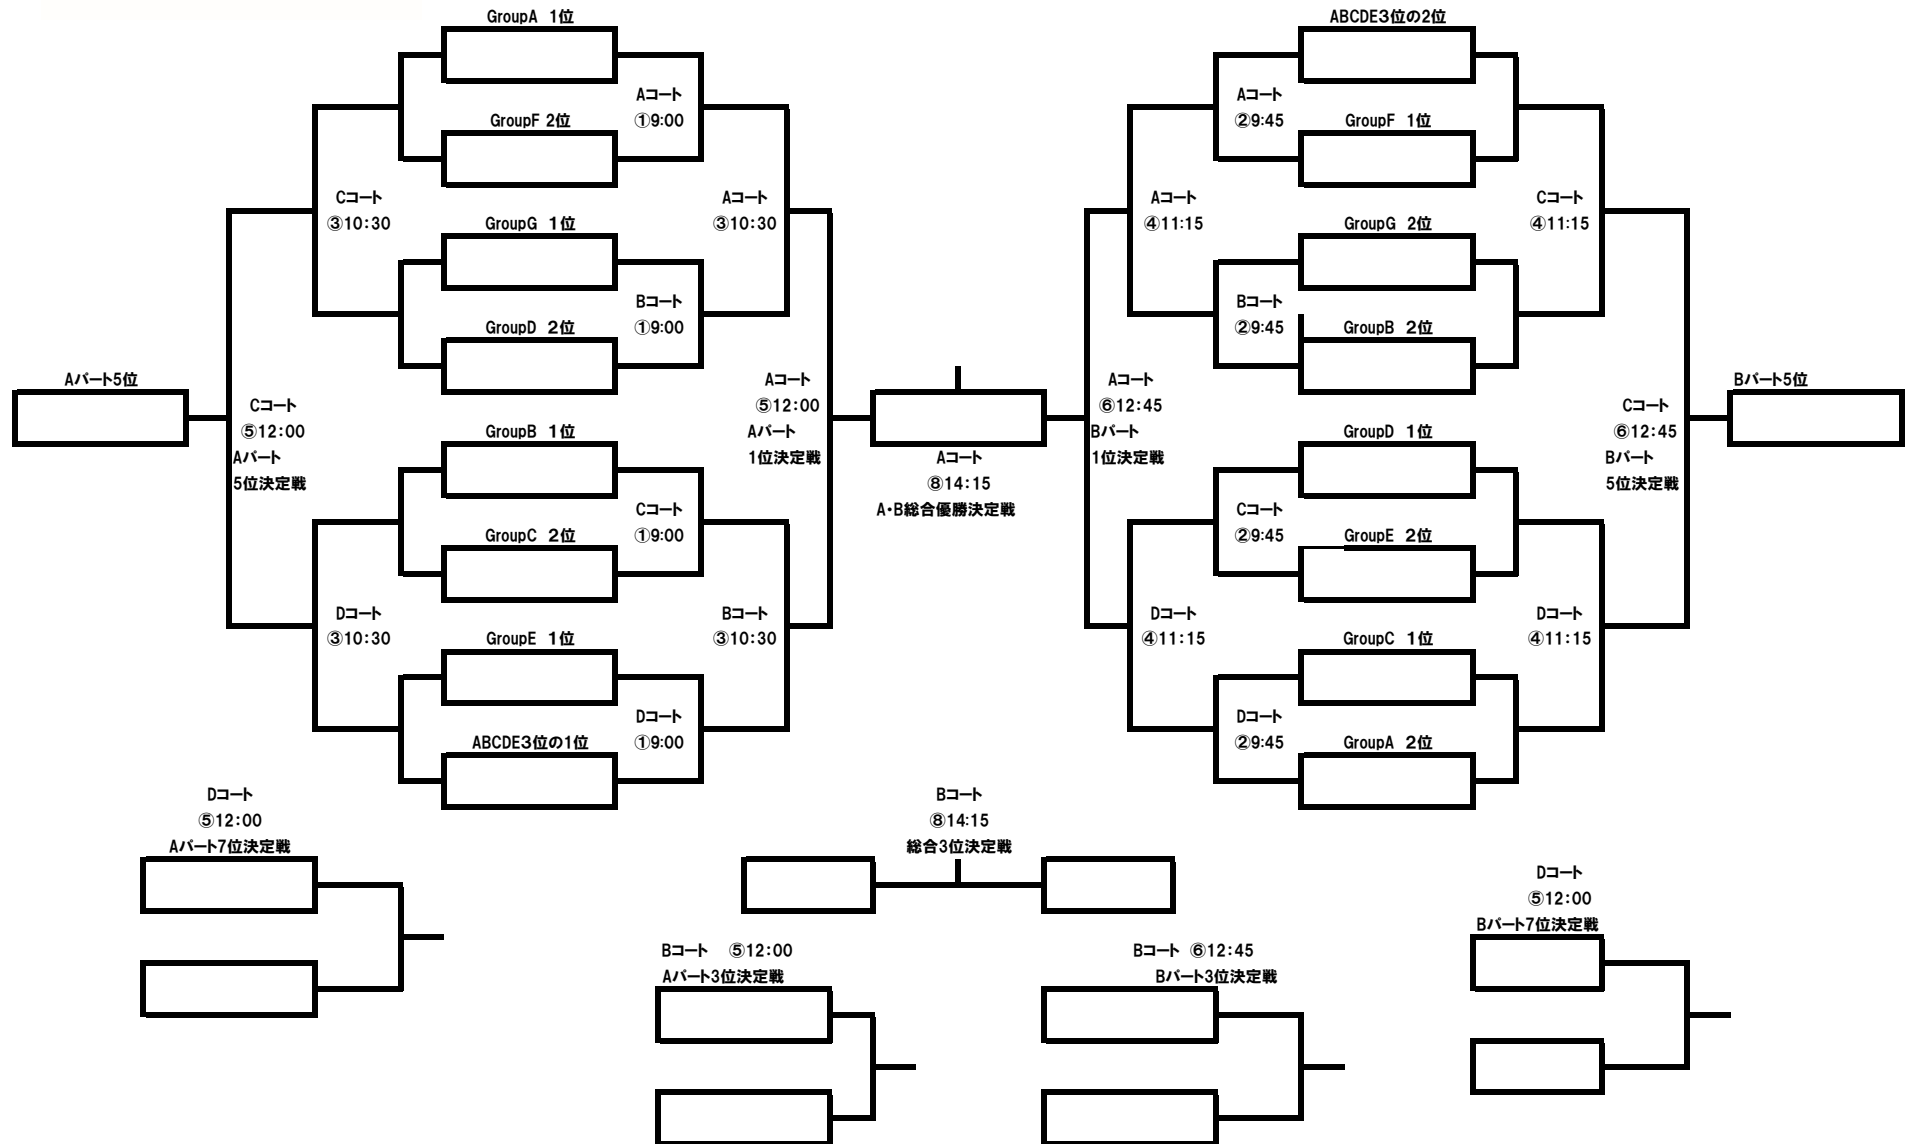 GroupA 1位
ABCDE3位の2位
Aコート
①9:00
Aコート
②9:45
GroupF 2位
GroupF 1位
Cコート
③10:30
Aコート
③10:30
Aコート
④11:15
Cコート
④11:15
GroupG 1位
GroupG 2位
Bコート
①9:00
Bコート
②9:45
GroupD 2位
GroupB 2位
Aパート5位
Bパート5位
Cコート
⑤12:00
Aパート
5位決定戦
Aコート
⑤12:00
Aパート
1位決定戦
Aコート
⑥12:45
Bパート
1位決定戦
Cコート
⑥12:45
Bパート
5位決定戦
GroupB 1位
GroupD 1位
Aコート
⑧14:15
A・B総合優勝決定戦
Cコート
①9:00
Cコート
②9:45
GroupC 2位
GroupE 2位
Dコート
③10:30
Bコート
③10:30
Dコート
④11:15
Dコート
④11:15
GroupE 1位
GroupC 1位
Dコート
①9:00
Dコート
②9:45
ABCDE3位の1位
GroupA 2位
Dコート
⑤12:00
Aパート7位決定戦
Bコート
⑧14:15
総合3位決定戦
Dコート
⑤12:00
Bパート7位決定戦
Bコート ⑤12:00
Aパート3位決定戦
Bコート ⑥12:45
Bパート3位決定戦